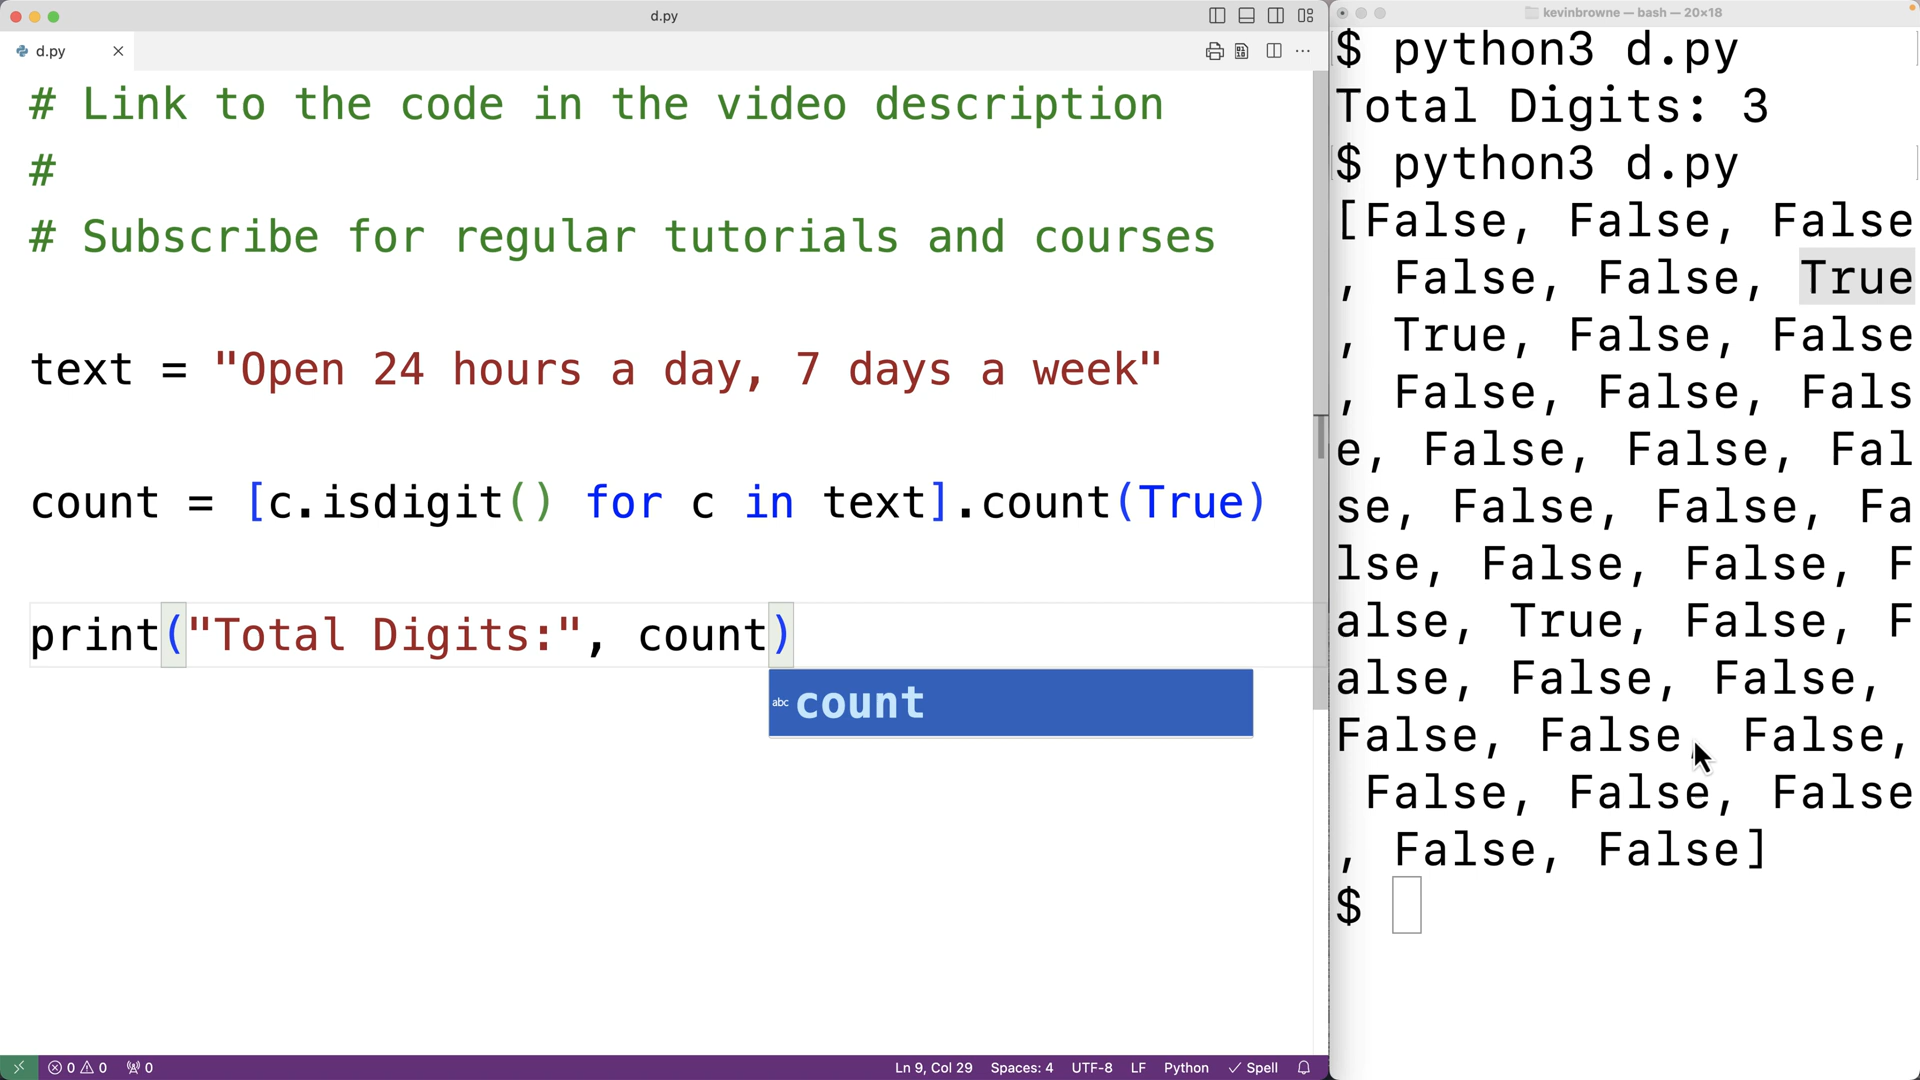 d.py
d.py
# Link to the code in the video description
#
# Subscribe for regular tutorials and courses
text = "Open 24 hours a day, 7 days a week"
count = [c.isdigit() for c in text].count(True)
print("Total Digits:", count)
abc count
0 0 0
Ln 9, Col 29 Spaces: 4 UTF-8 LF Python Spell
kevinbrowne — bash — 20×18
$ python3 d.py
Total Digits: 3
$ python3 d.py
[False, False, False
, False, False, True
, True, False, False
, False, False, Fals
e, False, False, Fal
se, False, False, Fa
lse, False, False, F
alse, True, False, F
alse, False, False,
False, False, False,
False, False, False
, False, False]
$